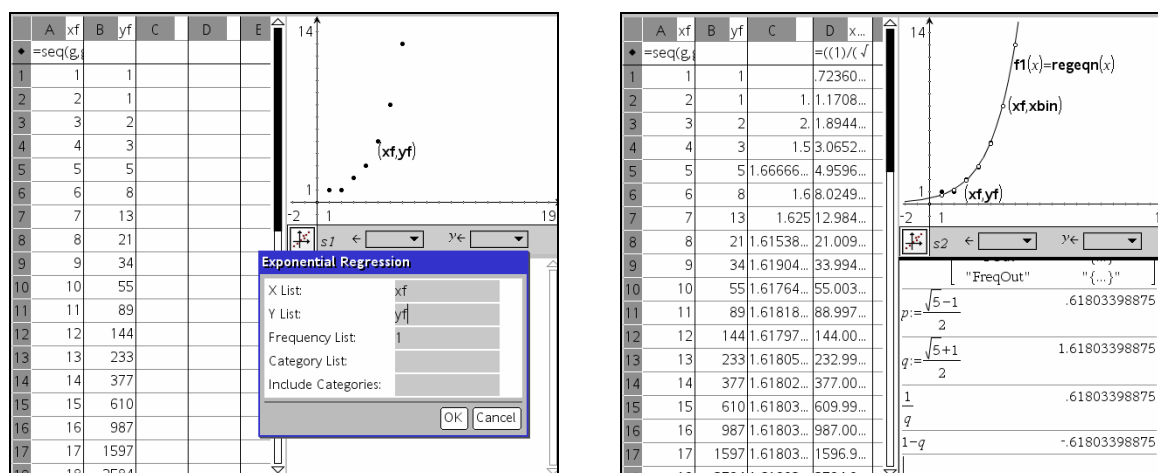 A xf B yf C D E
◆ =seq(g,
1 1 1
2 2 1
3 3 2
4 4 3
5 5 5
6 6 8
7 7 13
8 8 21
9 9 34
10 10 55
11 11 89
12 12 144
13 13 233
14 14 377
15 15 610
16 16 987
17 17 1597
14
(xf,yf)
1
-2 1 19
s1 ← y←
Exponential Regression
X List: xf
Y List: yf
Frequency List: 1
Category List:
Include Categories:
OK Cancel
A xf B yf C D x...
◆ =seq(g, =((1)/(√
1 1 1 .72360...
2 2 1 1. 1.1708...
3 3 2 2. 1.8944...
4 4 3 1.5 3.0652...
5 5 5 1.66666... 4.9596...
6 6 8 1.6 8.0249...
7 7 13 1.625 12.984...
8 8 21 1.61538... 21.009...
9 9 34 1.61904... 33.994...
10 10 55 1.61764... 55.003...
11 11 89 1.61818... 88.997...
12 12 144 1.61797... 144.00...
13 13 233 1.61805... 232.99...
14 14 377 1.61802... 377.00...
15 15 610 1.61803... 609.99...
16 16 987 1.61803... 987.00...
17 17 1597 1.61803... 1596.9...
14
f1(x)=regeqn(x)
(xf,xbin)
1 (xf,yf)
-2 1
s2 ← y←
"FreqOut" "{...}"
p:=(√5-1)/2 .61803398875
q:=(√5+1)/2 1.61803398875
1/q .61803398875
1-q -.61803398875